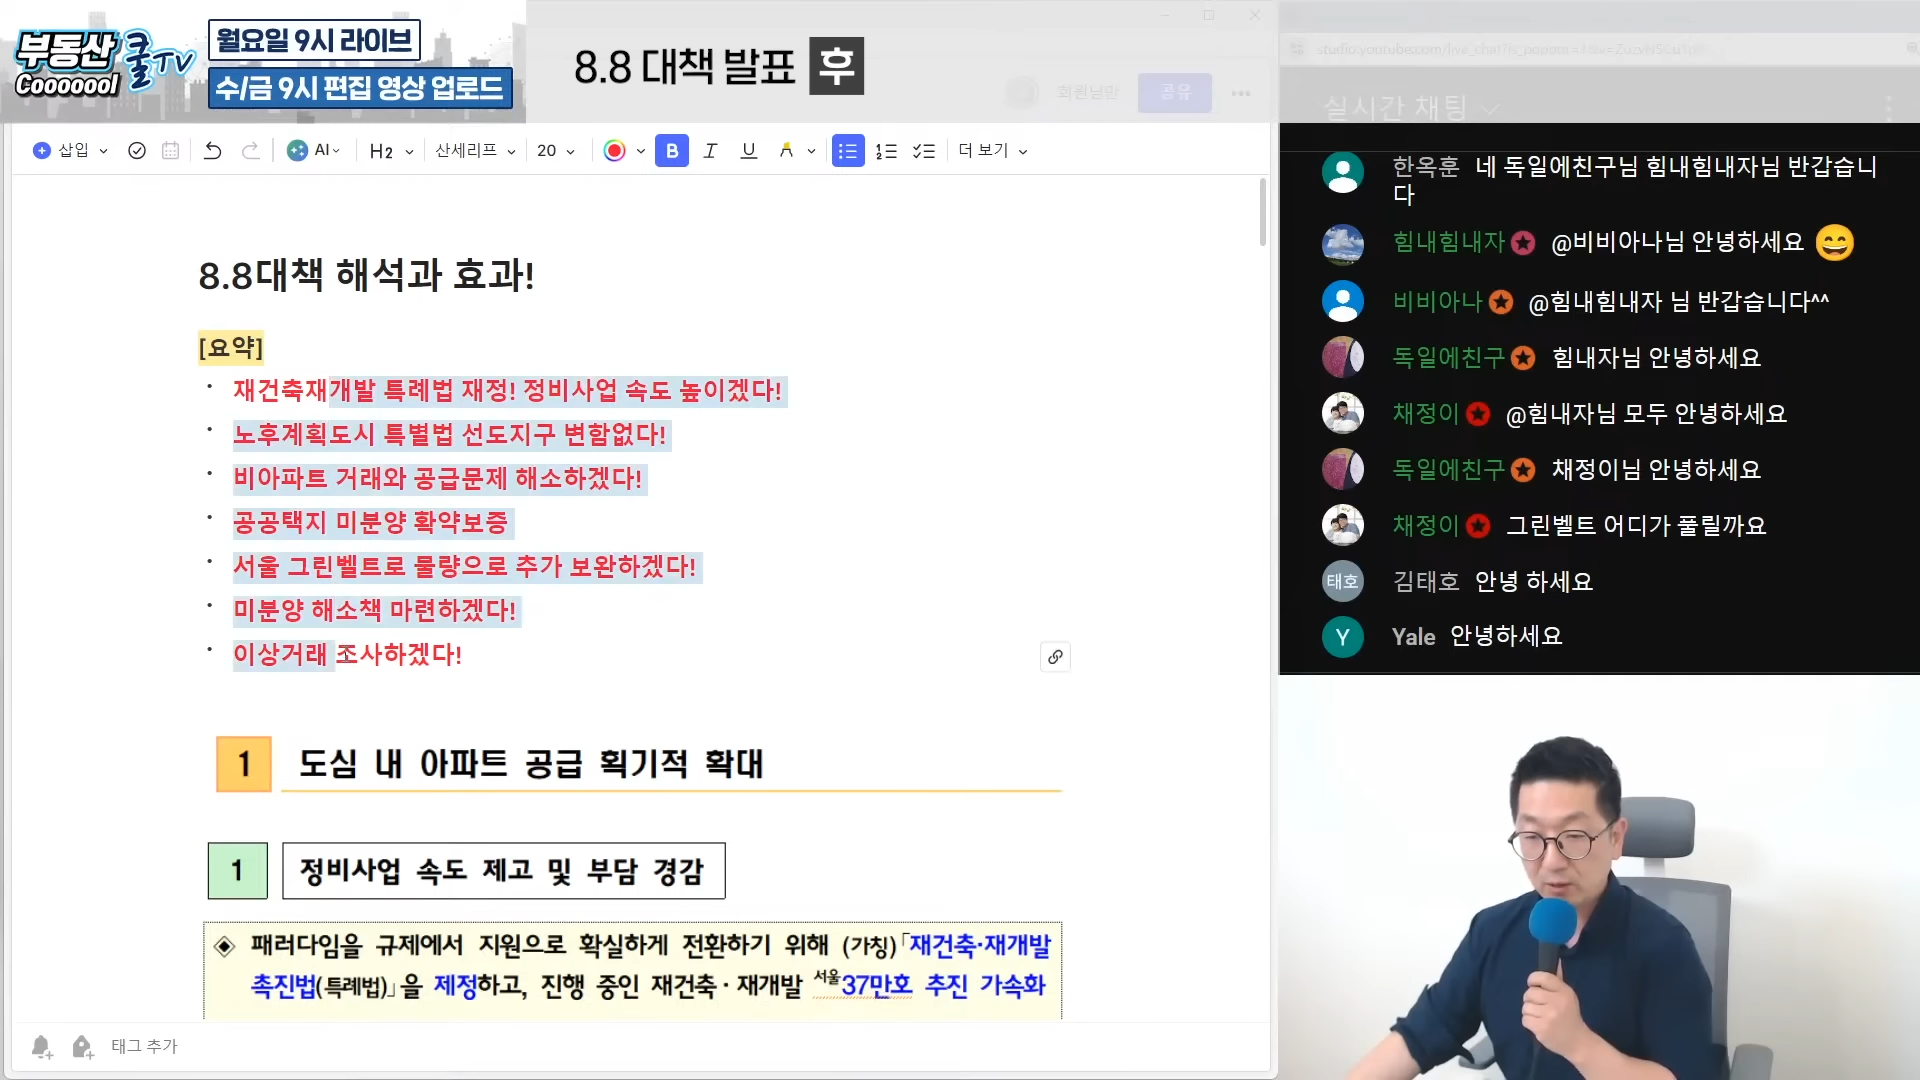 부동산
Cooooool
쿨TV
월요일 9시 라이브
수/금 9시 편집 영상 업로드
8.8 대책 발표 후
회원님만
공유
삽입
AI
H2
산세리프
20
B
I
U
더 보기
8.8대책 해석과 효과!
[요약]
재건축재개발 특례법 재정! 정비사업 속도 높이겠다!
노후계획도시 특별법 선도지구 변함없다!
비아파트 거래와 공급문제 해소하겠다!
공공택지 미분양 확약보증
서울 그린벨트로 물량으로 추가 보완하겠다!
미분양 해소책 마련하겠다!
이상거래 조사하겠다!
1 도심 내 아파트 공급 획기적 확대
1 정비사업 속도 제고 및 부담 경감
◈ 패러다임을 규제에서 지원으로 확실하게 전환하기 위해 (가칭)「재건축·재개발
촉진법(특례법)」을 제정하고, 진행 중인 재건축·재개발 서울37만호 추진 가속화
태그 추가
실시간 채팅
한옥훈 네 독일에친구님 힘내힘내자님 반갑습니
다
힘내힘내자 @비비아나님 안녕하세요 😄
비비아나 @힘내힘내자 님 반갑습니다^^
독일에친구 힘내자님 안녕하세요
채정이 @힘내자님 모두 안녕하세요
독일에친구 채정이님 안녕하세요
채정이 그린벨트 어디가 풀릴까요
태호 김태호 안녕 하세요
Y Yale 안녕하세요